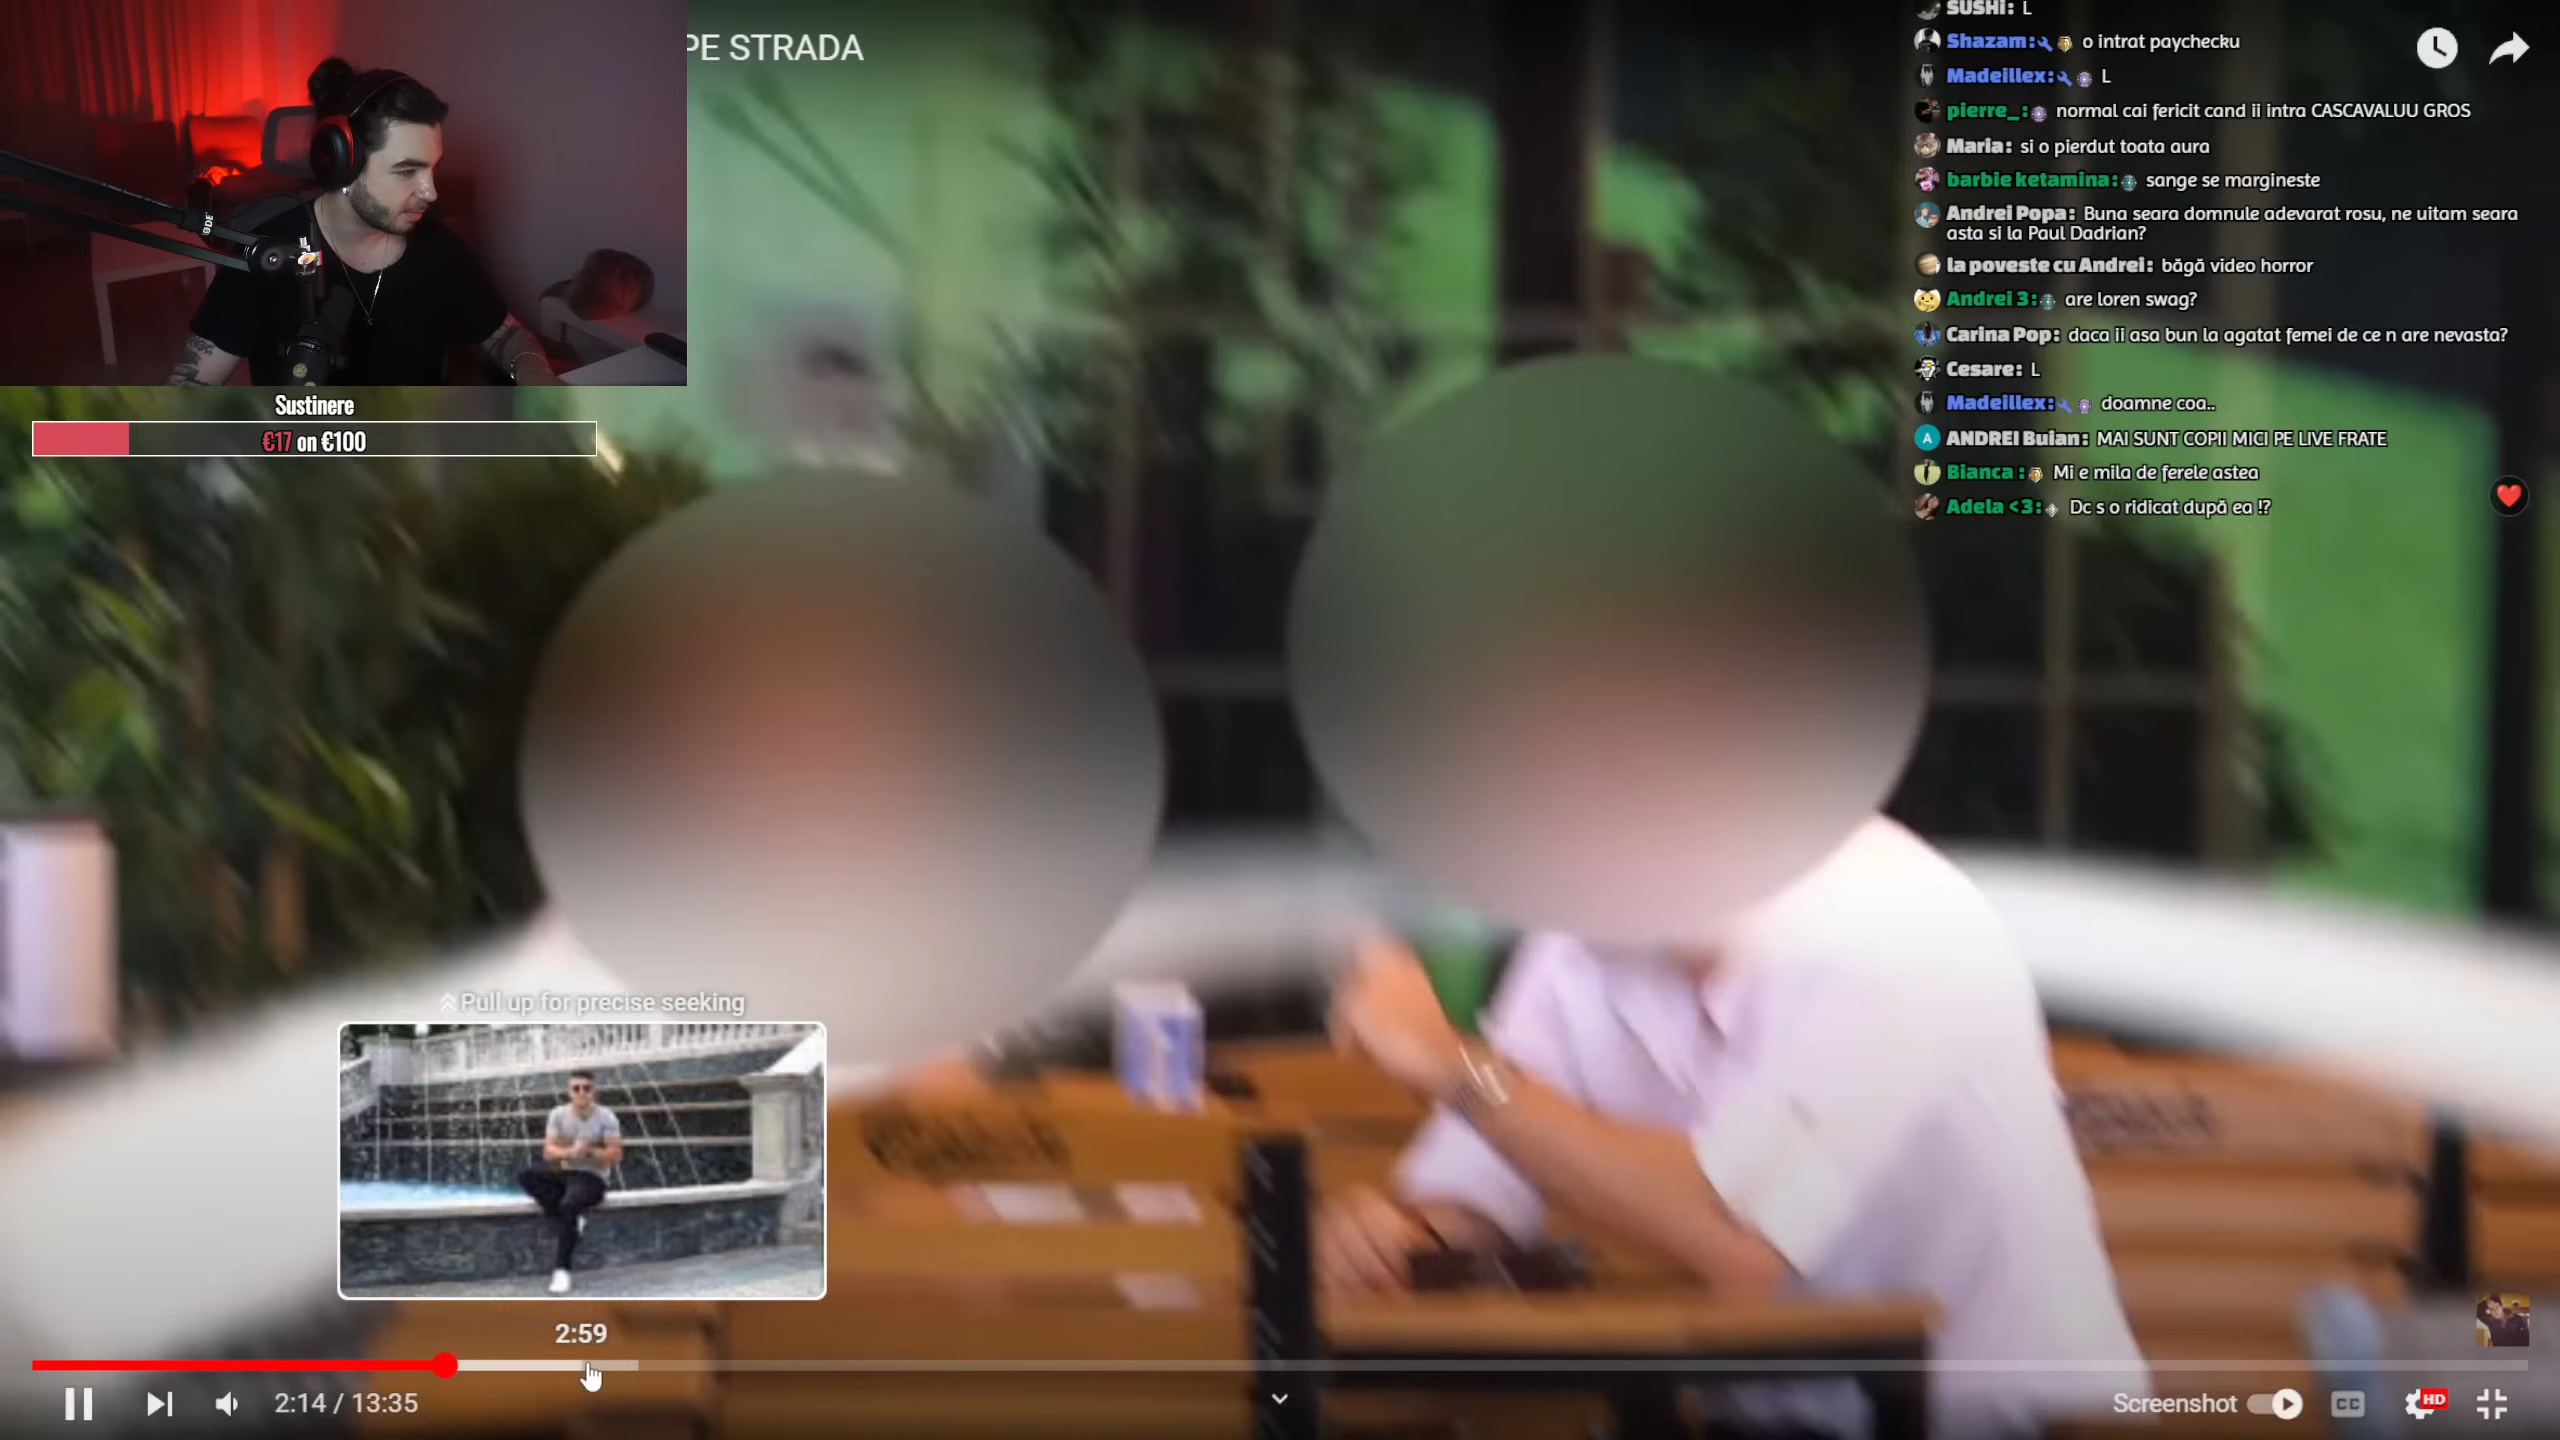 PE STRADA
SUSHi: L
Shazam: o intrat paychecku
Madeillex: L
pierre_: normal cai fericit cand ii intra CASCAVALUU GROS
Maria: si o pierdut toata aura
barbie ketamina: sange se margineste
Andrei Popa: Buna seara domnule adevarat rosu, ne uitam seara
asta si la Paul Dadrian?
la poveste cu Andrei: băgă video horror
Andrei 3: are loren swag?
Carina Pop: daca ii asa bun la agatat femei de ce n are nevasta?
Cesare: L
Madeillex: doamne coa..
A ANDREI Buian: MAI SUNT COPII MICI PE LIVE FRATE
Bianca : Mi e mila de ferele astea
Adela <3: Dc s o ridicat după ea !?
Sustinere
€17 on €100
Pull up for precise seeking
2:59
2:14 / 13:35
Screenshot
CC
HD